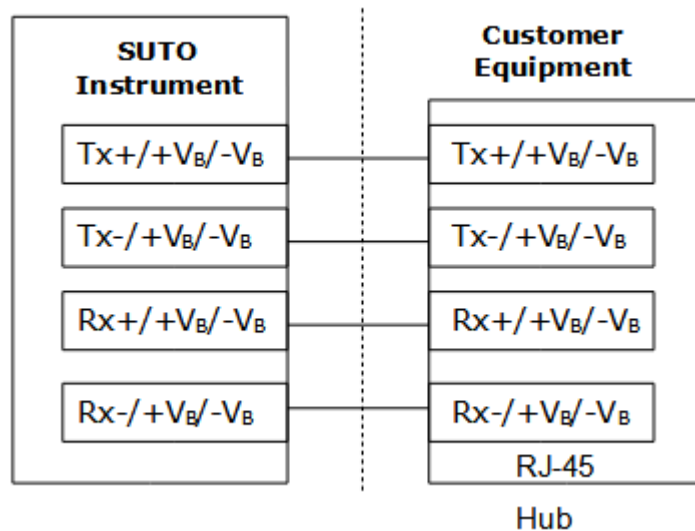 SUTO
Instrument
Customer
Equipment
Tx+/+VB/-VB
Tx+/+VB/-VB
Tx-/+VB/-VB
Tx-/+VB/-VB
Rx+/+VB/-VB
Rx+/+VB/-VB
Rx-/+VB/-VB
Rx-/+VB/-VB
RJ-45
Hub